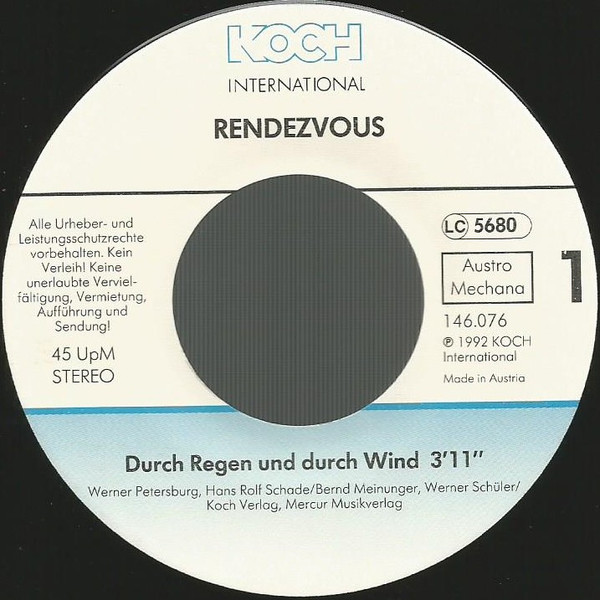 KOCH
INTERNATIONAL
RENDEZVOUS
Alle Urheber- und
Leistungsschutzrechte
vorbehalten. Kein
Verleih! Keine
unerlaubte Verviel-
fältigung, Vermietung,
Aufführung und
Sendung!
45 UpM
STEREO
LC 5680
Austro
Mechana
1
146.076
℗ 1992 KOCH
International
Made in Austria
Durch Regen und durch Wind 3'11"
Werner Petersburg, Hans Rolf Schade/Bernd Meinunger, Werner Schüler/
Koch Verlag, Mercur Musikverlag